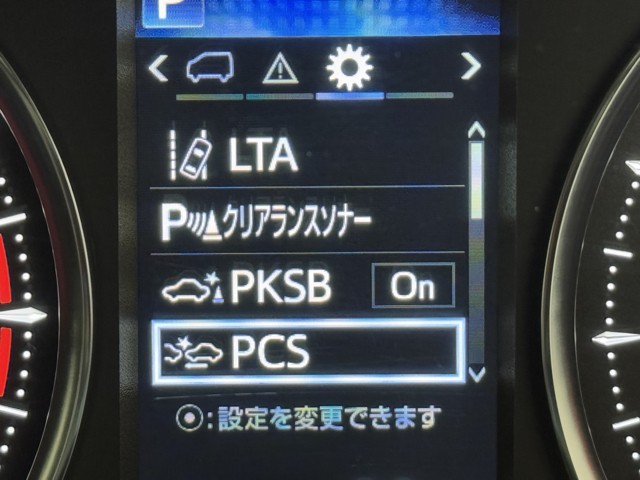 P
LTA
P クリアランスソナー
PKSB On
PCS
:設定を変更できます